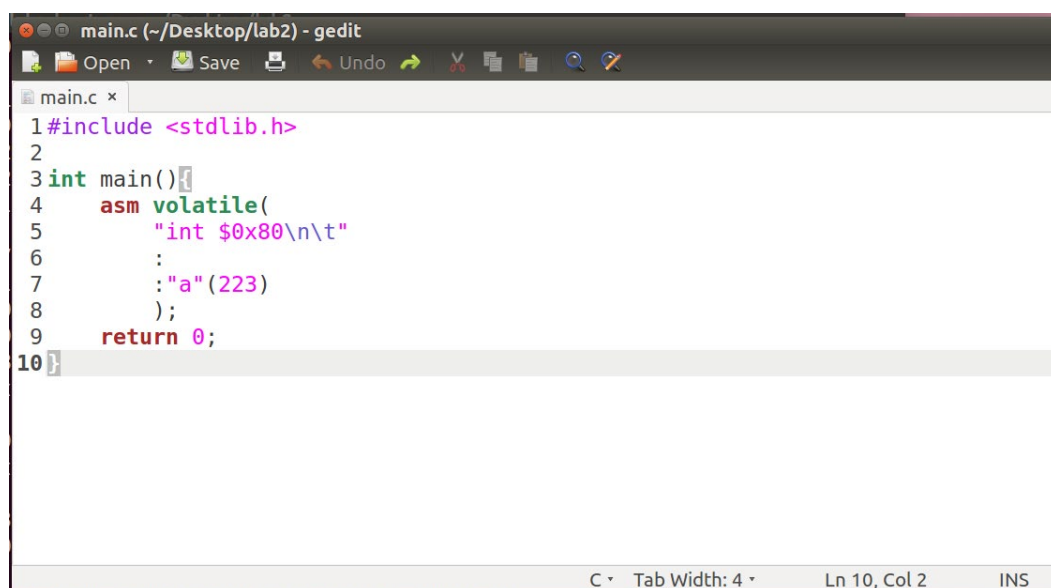 main.c (~/Desktop/lab2) - gedit
Open Save Undo
main.c ×
1 #include <stdlib.h>
2
3 int main(){
4     asm volatile(
5         "int $0x80\n\t"
6         :
7         :"a"(223)
8         );
9     return 0;
10 }
C Tab Width: 4 Ln 10, Col 2 INS